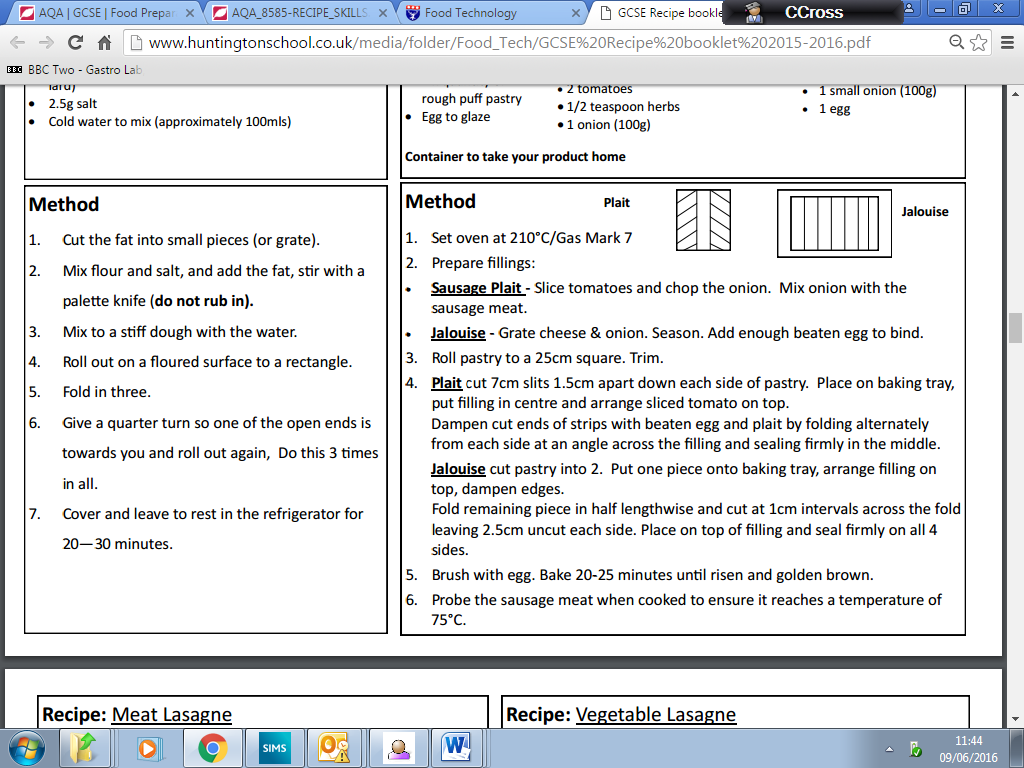 AQA | GCSE | Food Prepar
AQA_8585-RECIPE_SKILLS
Food Technology
GCSE Recipe bookle
CCross
www.huntingtonschool.co.uk/media/folder/Food_Tech/GCSE%20Recipe%20booklet%202015-2016.pdf
BBC BBC Two - Gastro Lab
lard)
• 2.5g salt
• Cold water to mix (approximately 100mls)
rough puff pastry
• Egg to glaze
• 2 tomatoes
• 1/2 teaspoon herbs
• 1 onion (100g)
• 1 small onion (100g)
• 1 egg
Container to take your product home
Method
1. Cut the fat into small pieces (or grate).
2. Mix flour and salt, and add the fat, stir with a
palette knife (do not rub in).
3. Mix to a stiff dough with the water.
4. Roll out on a floured surface to a rectangle.
5. Fold in three.
6. Give a quarter turn so one of the open ends is
towards you and roll out again, Do this 3 times
in all.
7. Cover and leave to rest in the refrigerator for
20—30 minutes.
Method
Plait
Jalouise
1. Set oven at 210°C/Gas Mark 7
2. Prepare fillings:
• Sausage Plait - Slice tomatoes and chop the onion. Mix onion with the
sausage meat.
• Jalouise - Grate cheese & onion. Season. Add enough beaten egg to bind.
3. Roll pastry to a 25cm square. Trim.
4. Plait cut 7cm slits 1.5cm apart down each side of pastry. Place on baking tray,
put filling in centre and arrange sliced tomato on top.
Dampen cut ends of strips with beaten egg and plait by folding alternately
from each side at an angle across the filling and sealing firmly in the middle.
Jalouise cut pastry into 2. Put one piece onto baking tray, arrange filling on
top, dampen edges.
Fold remaining piece in half lengthwise and cut at 1cm intervals across the fold
leaving 2.5cm uncut each side. Place on top of filling and seal firmly on all 4
sides.
5. Brush with egg. Bake 20-25 minutes until risen and golden brown.
6. Probe the sausage meat when cooked to ensure it reaches a temperature of
75°C.
Recipe: Meat Lasagne
Recipe: Vegetable Lasagne
SIMS
11:44
09/06/2016